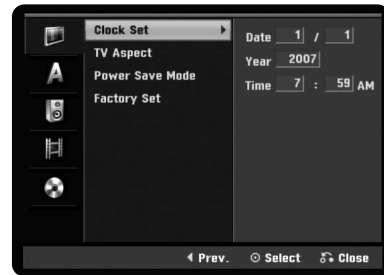 Clock Set
TV Aspect
Power Save Mode
Factory Set
Date 1 / 1
Year 2007
Time 7 : 59 AM
Prev. Select Close